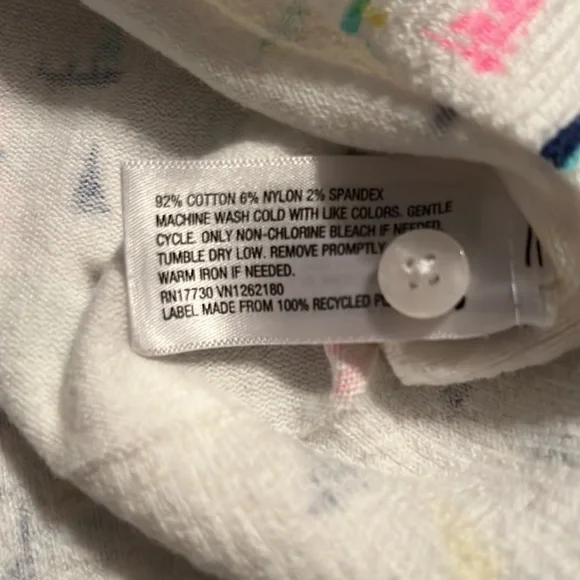 92% COTTON 6% NYLON 2% SPANDEX
MACHINE WASH COLD WITH LIKE COLORS. GENTLE
CYCLE. ONLY NON-CHLORINE BLEACH IF NEEDED.
TUMBLE DRY LOW. REMOVE PROMPTLY
WARM IRON IF NEEDED.
RN17730 VN1262180
LABEL MADE FROM 100% RECYCLED